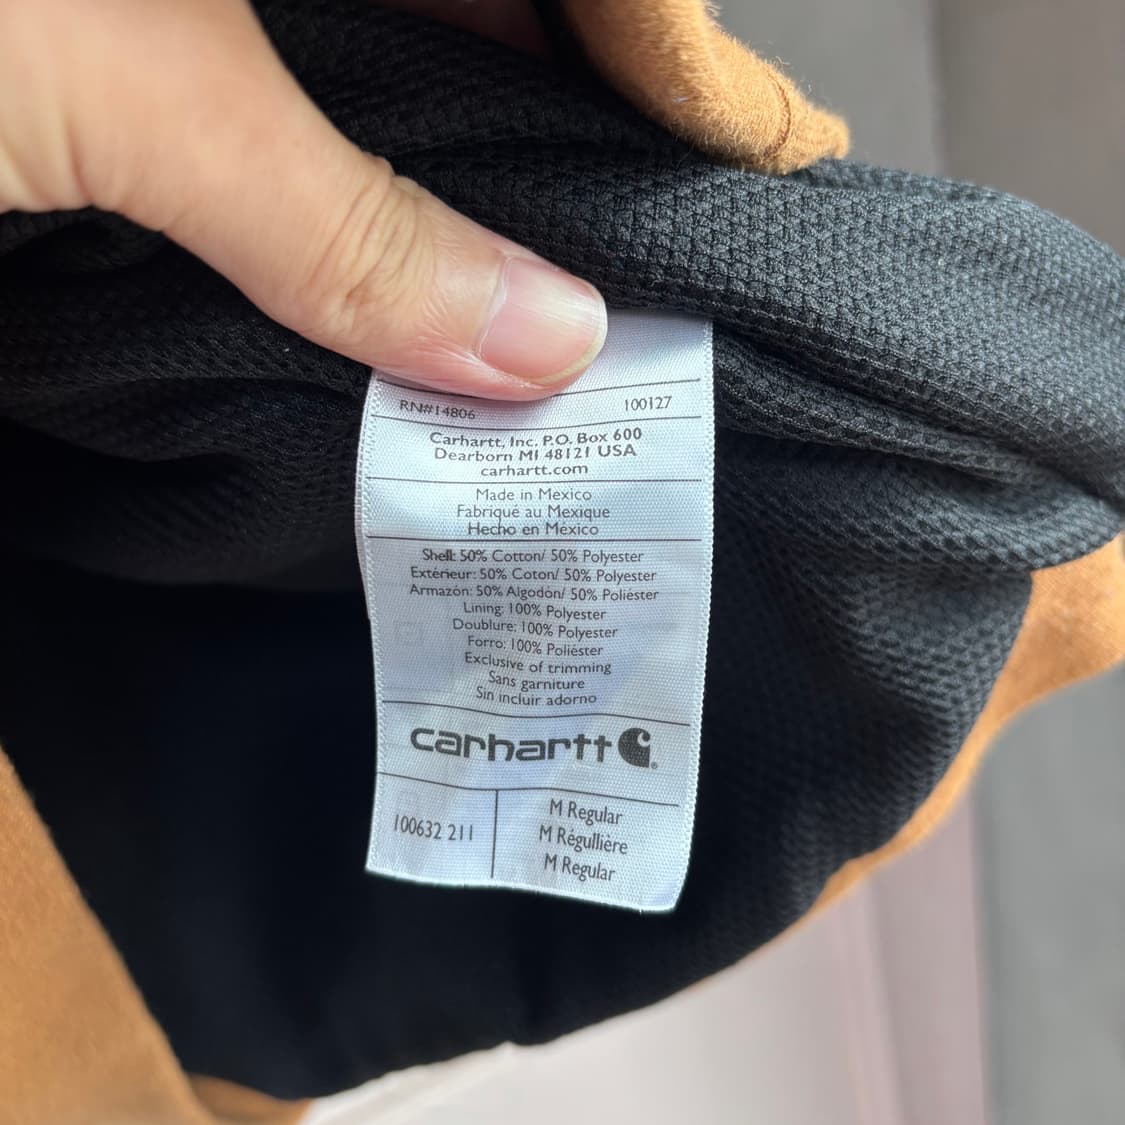 RN#14806 100127
Carhartt, Inc. P.O. Box 600
Dearborn MI 48121 USA
carhartt.com
Made in Mexico
Fabriqué au Mexique
Hecho en México
Shell: 50% Cotton/ 50% Polyester
Extérieur: 50% Coton/ 50% Polyester
Armazón: 50% Algodón/ 50% Poliéster
Lining: 100% Polyester
Doublure: 100% Polyester
Forro: 100% Poliéster
Exclusive of trimming
Sans garniture
Sin incluir adorno
carhartt
100632 211
M Regular
M Régullière
M Regular